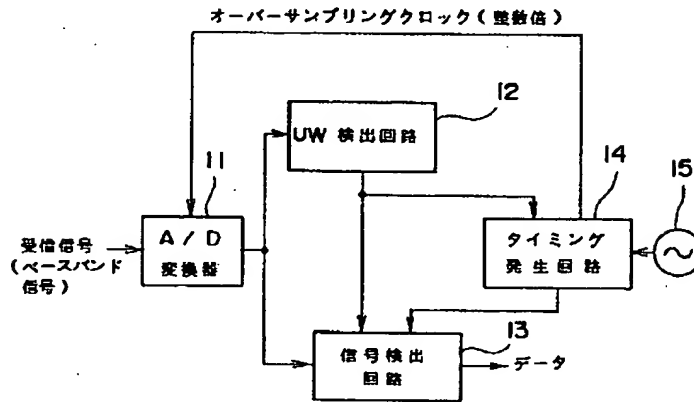 オーバーサンプリングクロック(整数倍)
12
UW 検出回路
11
14
15
A/D
変換器
受信信号
(ベースバンド
信号)
タイミング
発生回路
13
信号検出
回路
データ